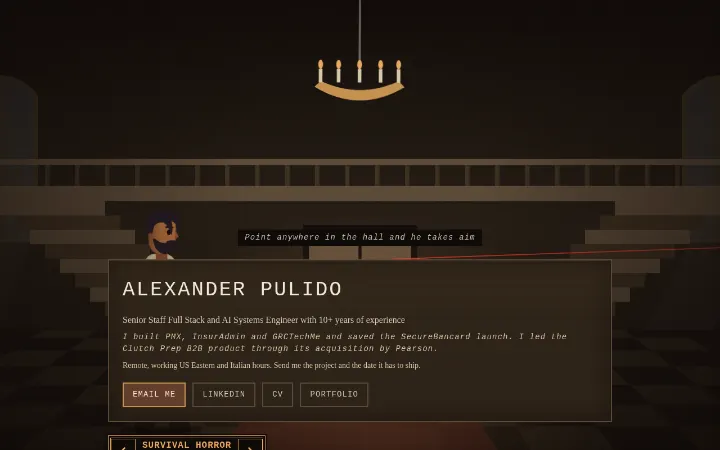 Point anywhere in the hall and he takes aim
ALEXANDER PULIDO
Senior Staff Full Stack and AI Systems Engineer with 10+ years of experience
I built PMX, InsurAdmin and GRCTechMe and saved the SecureBancard launch. I led the
Clutch Prep B2B product through its acquisition by Pearson.
Remote, working US Eastern and Italian hours. Send me the project and the date it has to ship.
EMAIL ME LINKEDIN CV PORTFOLIO
SURVIVAL HORROR